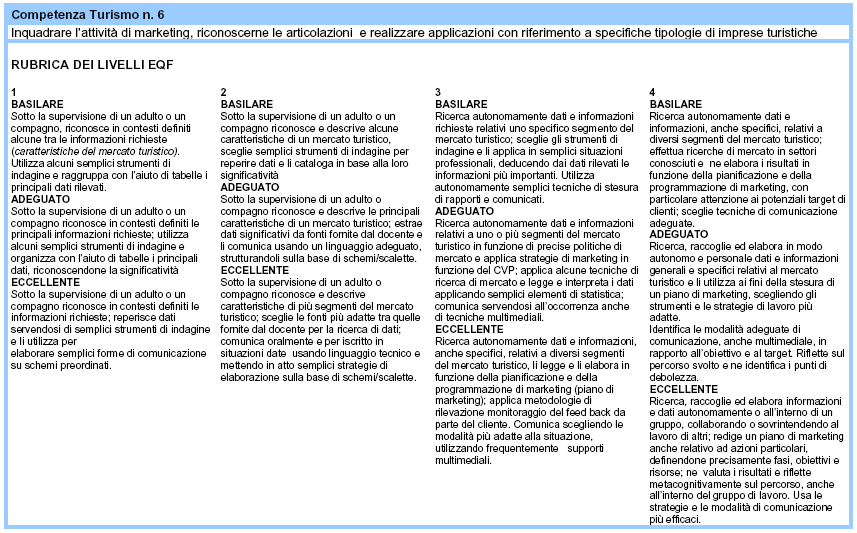 Competenza Turismo n. 6
Inquadrare l'attività di marketing, riconoscerne le articolazioni e realizzare applicazioni con riferimento a specifiche tipologie di imprese turistiche
RUBRICA DEI LIVELLI EQF
1
BASILARE
Sotto la supervisione di un adulto o un
compagno, riconosce in contesti definiti
alcune tra le informazioni richieste
(caratteristiche del mercato turistico).
Utilizza alcuni semplici strumenti di
indagine e raggruppa con l'aiuto di tabelle i
principali dati rilevati.
ADEGUATO
Sotto la supervisione di un adulto o un
compagno riconosce in contesti definiti le
principali informazioni richieste; utilizza
alcuni semplici strumenti di indagine e
organizza con l'aiuto di tabelle i principali
dati, riconoscendone la significatività
ECCELLENTE
Sotto la supervisione di un adulto o un
compagno riconosce in contesti definiti le
informazioni richieste; reperisce dati
servendosi di semplici strumenti di indagine
e li utilizza per
elaborare semplici forme di comunicazione
su schemi preordinati.
2
BASILARE
Sotto la supervisione di un adulto o un
compagno riconosce e descrive alcune
caratteristiche di un mercato turistico,
sceglie semplici strumenti di indagine per
reperire dati e li cataloga in base alla loro
significatività
ADEGUATO
Sotto la supervisione di un adulto o
compagno riconosce e descrive le principali
caratteristiche di un mercato turistico; estrae
dati significativi da fonti fornite dal docente e
li comunica usando un linguaggio adeguato,
strutturandoli sulla base di schemi/scalette.
ECCELLENTE
Sotto la supervisione di un adulto o
compagno riconosce e descrive
caratteristiche di più segmenti del mercato
turistico; sceglie le fonti più adatte tra quelle
fornite dal docente per la ricerca di dati;
comunica oralmente e per iscritto in
situazioni date usando linguaggio tecnico e
mettendo in atto semplici strategie di
elaborazione sulla base di schemi/scalette.
3
BASILARE
Ricerca autonomamente dati e informazioni
richieste relativi uno specifico segmento del
mercato turistico; sceglie gli strumenti di
indagine e li applica in semplici situazioni
professionali, deducendo dai dati rilevati le
informazioni più importanti. Utilizza
autonomamente semplici tecniche di stesura
di rapporti e comunicati.
ADEGUATO
Ricerca autonomamente dati e informazioni
relativi a uno o più segmenti del mercato
turistico in funzione di precise politiche di
mercato e applica strategie di marketing in
funzione del CVP; applica alcune tecniche di
ricerca di mercato e legge e interpreta i dati
applicando semplici elementi di statistica;
comunica servendosi all'occorrenza anche
di tecniche multimediali.
ECCELLENTE
Ricerca autonomamente dati e informazioni,
anche specifici, relativi a diversi segmenti
del mercato turistico, li legge e li elabora in
funzione della pianificazione e della
programmazione di marketing (piano di
marketing); applica metodologie di
rilevazione monitoraggio del feed back da
parte del cliente. Comunica scegliendo le
modalità più adatte alla situazione,
utilizzando frequentemente supporti
multimediali.
4
BASILARE
Ricerca autonomamente dati e
informazioni, anche specifici, relativi a
diversi segmenti del mercato turistico;
effettua ricerche di mercato in settori
conosciuti e ne elabora i risultati in
funzione della pianificazione e della
programmazione di marketing, con
particolare attenzione ai potenziali target di
clienti; sceglie tecniche di comunicazione
adeguate.
ADEGUATO
Ricerca, raccoglie ed elabora in modo
autonomo e personale dati e informazioni
generali e specifici relativi al mercato
turistico e li utilizza ai fini della stesura di
un piano di marketing, scegliendo gli
strumenti e le strategie di lavoro più
adatte.
Identifica le modalità adeguate di
comunicazione, anche multimediale, in
rapporto all'obiettivo e al target. Riflette sul
percorso svolto e ne identifica i punti di
debolezza.
ECCELLENTE
Ricerca, raccoglie ed elabora informazioni
e dati autonomamente o all'interno di un
gruppo, collaborando o sovrintendendo al
lavoro di altri; redige un piano di marketing
anche relativo ad azioni particolari,
definendone precisamente fasi, obiettivi e
risorse; ne valuta i risultati e riflette
metacognitivamente sul percorso, anche
all'interno del gruppo di lavoro. Usa le
strategie e le modalità di comunicazione
più efficaci.